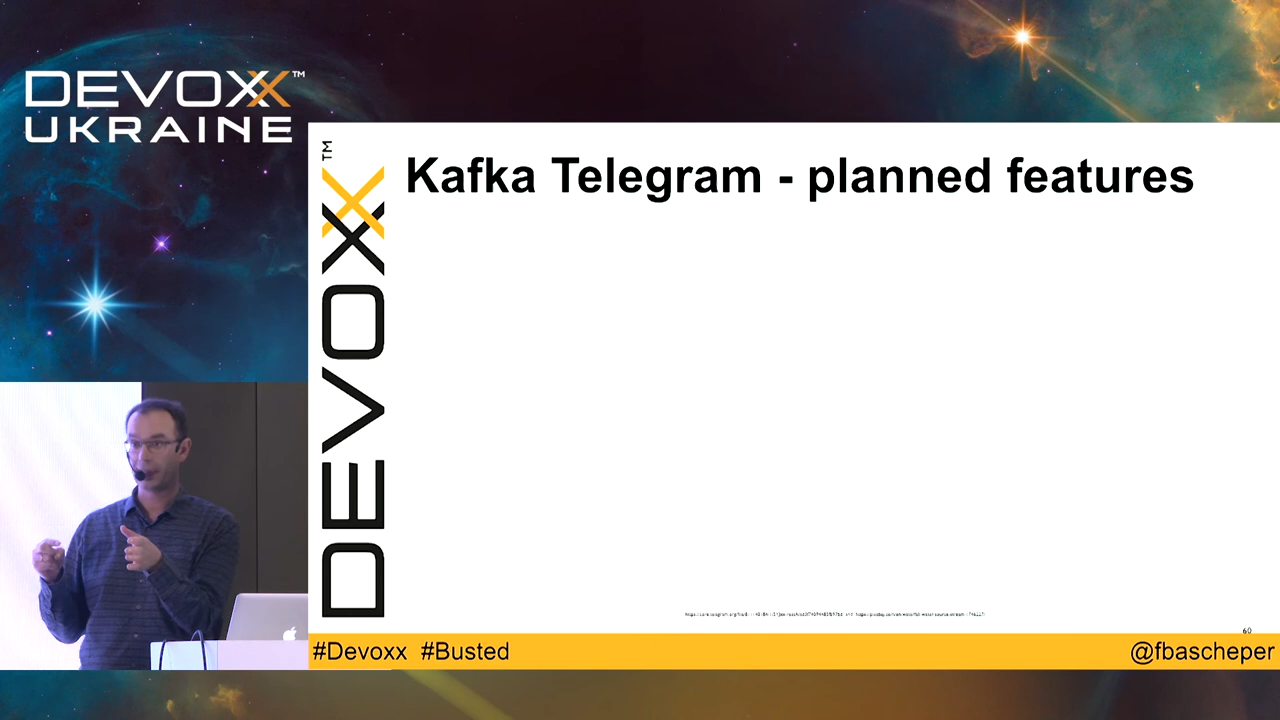 DEVOXX™
UKRAINE
DEVOXX™
Kafka Telegram - planned features
60
#Devoxx #Busted
@fbascheper